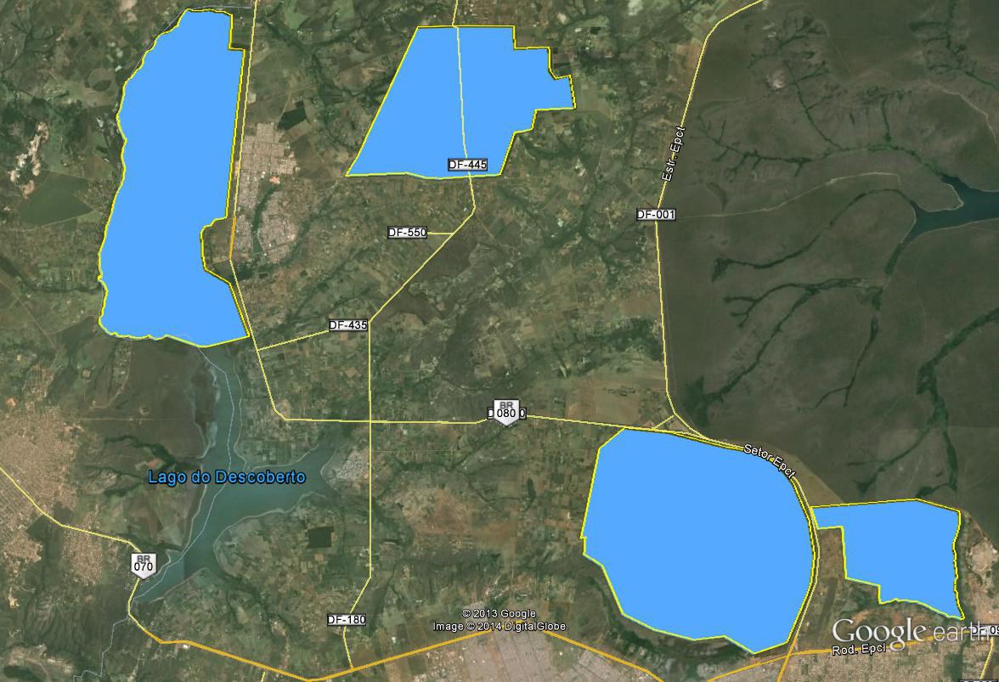 Estr. Epct
DF-445
DF-001
DF-550
DF-435
BR
080
Setor Epct
Lago do Descoberto
BR
070
DF-180
© 2013 Google
Image © 2014 DigitalGlobe
Google earth
Rod. Epcl